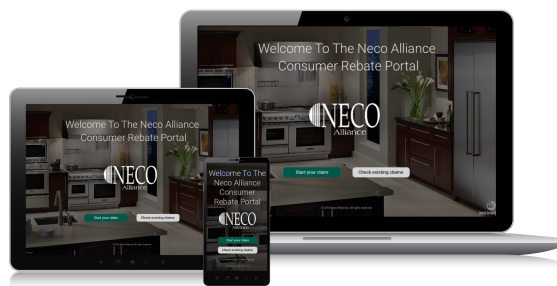 Welcome To The Neco Alliance
Consumer Rebate Portal
NECO
Alliance
Start your claim
Check existing claims
Welcome To The Neco Alliance
Consumer Rebate Portal
NECO
Alliance
Start your claim
Check existing claims
Welcome To The
Neco Alliance
Consumer
Rebate Portal
NECO
Alliance
Start your claim
Check existing claims